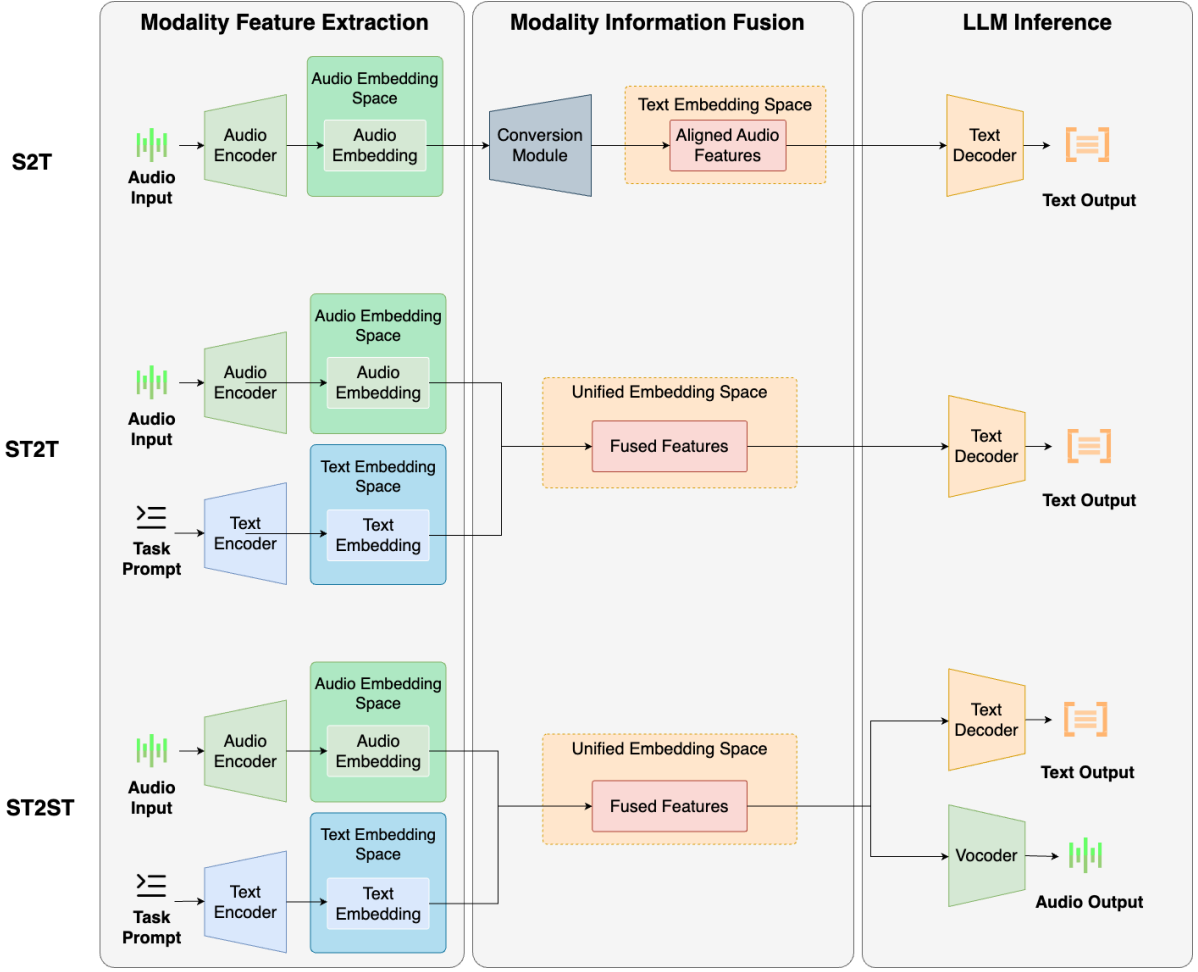 Modality Feature Extraction
Modality Information Fusion
LLM Inference
S2T
Audio
Input
Audio
Encoder
Audio Embedding
Space
Audio
Embedding
Conversion
Module
Text Embedding Space
Aligned Audio
Features
Text
Decoder
Text Output
ST2T
Audio
Input
Audio
Encoder
Audio Embedding
Space
Audio
Embedding
Task
Prompt
Text
Encoder
Text Embedding
Space
Text
Embedding
Unified Embedding Space
Fused Features
Text
Decoder
Text Output
ST2ST
Audio
Input
Audio
Encoder
Audio Embedding
Space
Audio
Embedding
Task
Prompt
Text
Encoder
Text Embedding
Space
Text
Embedding
Unified Embedding Space
Fused Features
Text
Decoder
Text Output
Vocoder
Audio Output